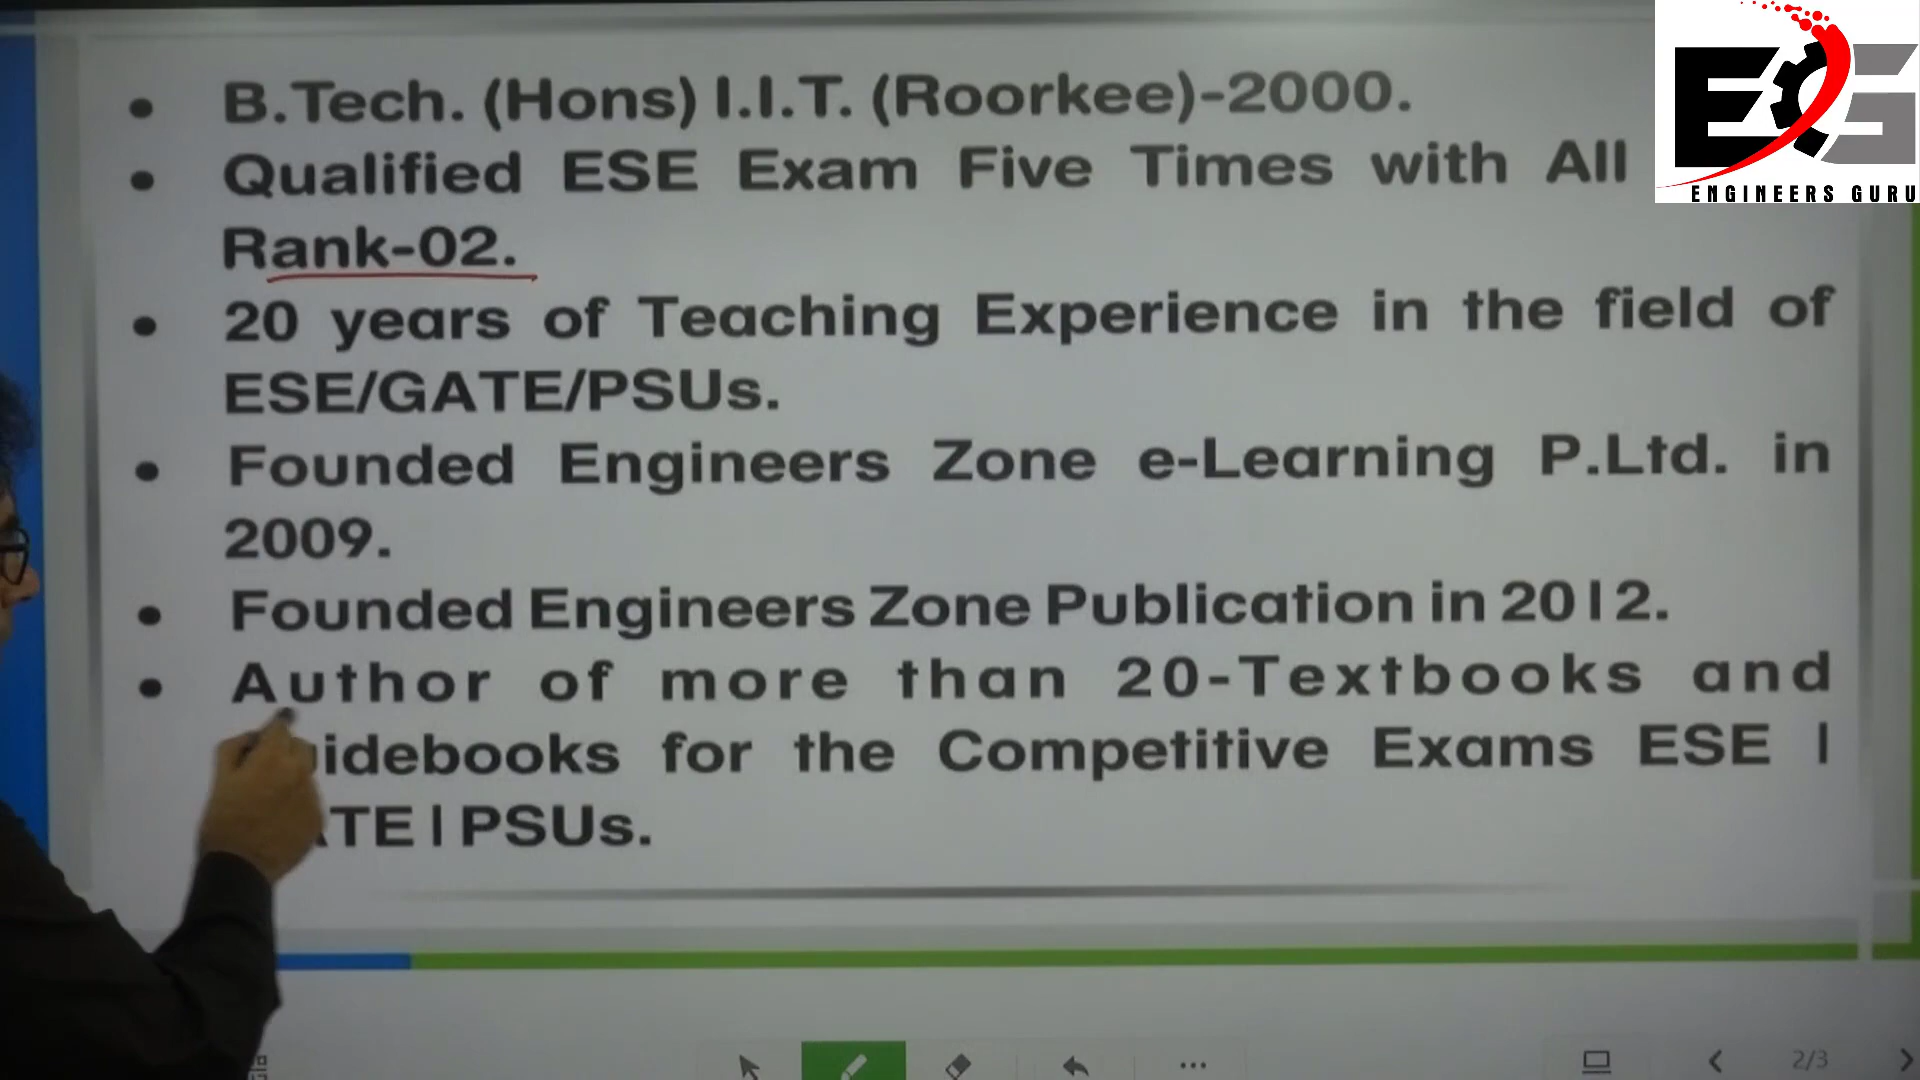 B.Tech. (Hons) I.I.T. (Roorkee)-2000.
Qualified ESE Exam Five Times with All
Rank-02.
20 years of Teaching Experience in the field of
ESE/GATE/PSUs.
Founded Engineers Zone e-Learning P.Ltd. in
2009.
Founded Engineers Zone Publication in 2012.
Author of more than 20-Textbooks and
idebooks for the Competitive Exams ESE |
TE | PSUs.
EGS
ENGINEERS GURU
2/3